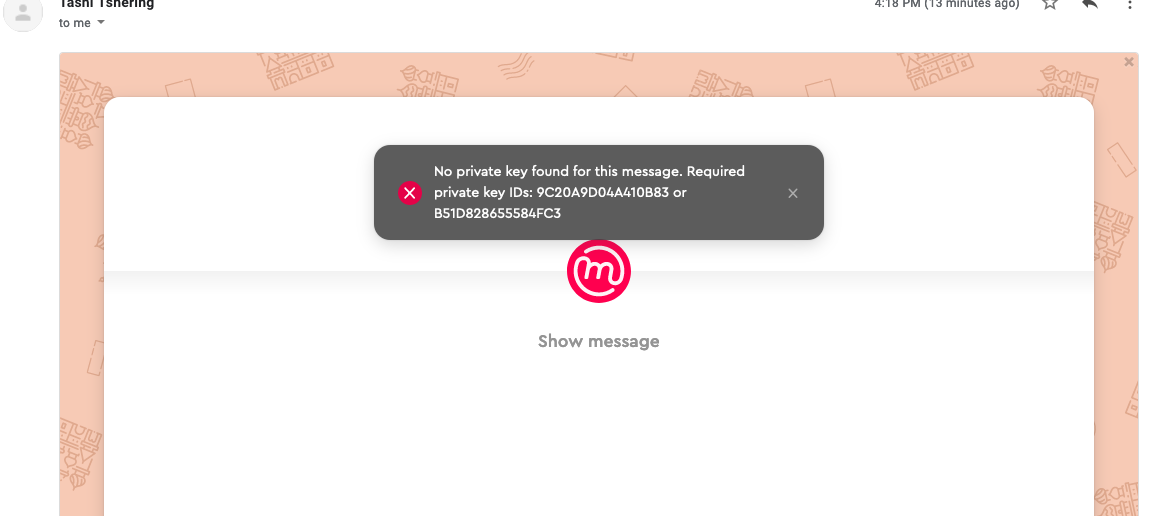 Tashi Tshering
4:18 PM (13 minutes ago)
to me
No private key found for this message. Required
private key IDs: 9C20A9D04A410B83 or
B51D828655584FC3
m
Show message